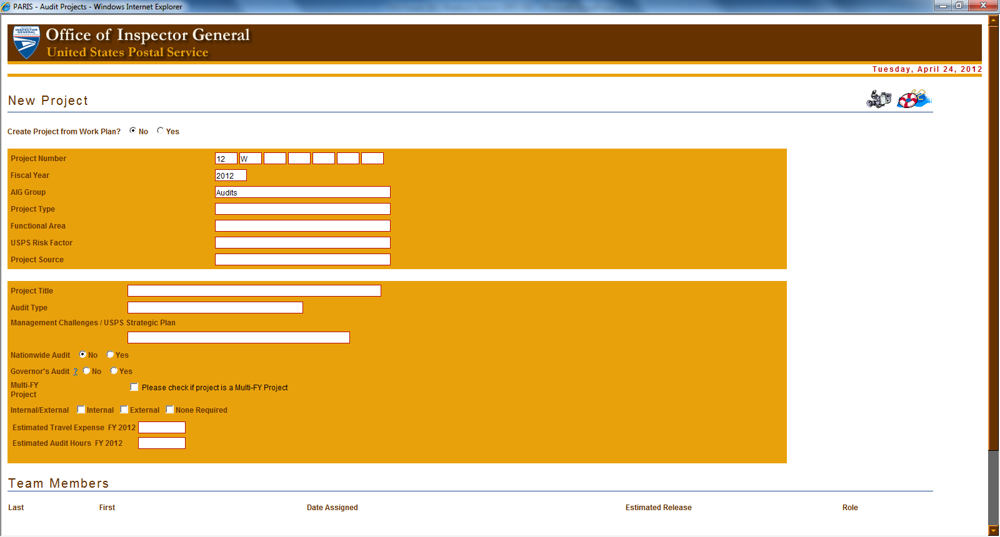 PARIS - Audit Projects - Windows Internet Explorer
OFFICE OF
INSPECTOR
GENERAL
Office of Inspector General
United States Postal Service
Tuesday, April 24, 2012
New Project
Create Project from Work Plan? No Yes
Project Number 12 W
Fiscal Year 2012
AIG Group Audits
Project Type
Functional Area
USPS Risk Factor
Project Source
Project Title
Audit Type
Management Challenges / USPS Strategic Plan
Nationwide Audit No Yes
Governor's Audit ? No Yes
Multi-FY
Project
Please check if project is a Multi-FY Project
Internal/External Internal External None Required
Estimated Travel Expense FY 2012
Estimated Audit Hours FY 2012
Team Members
Last First Date Assigned Estimated Release Role